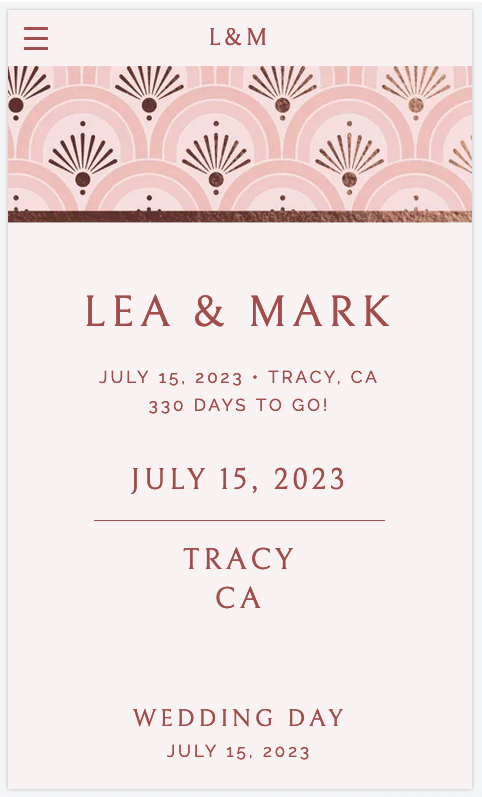 L&M
LEA & MARK
JULY 15, 2023 • TRACY, CA
330 DAYS TO GO!
JULY 15, 2023
TRACY
CA
WEDDING DAY
JULY 15, 2023